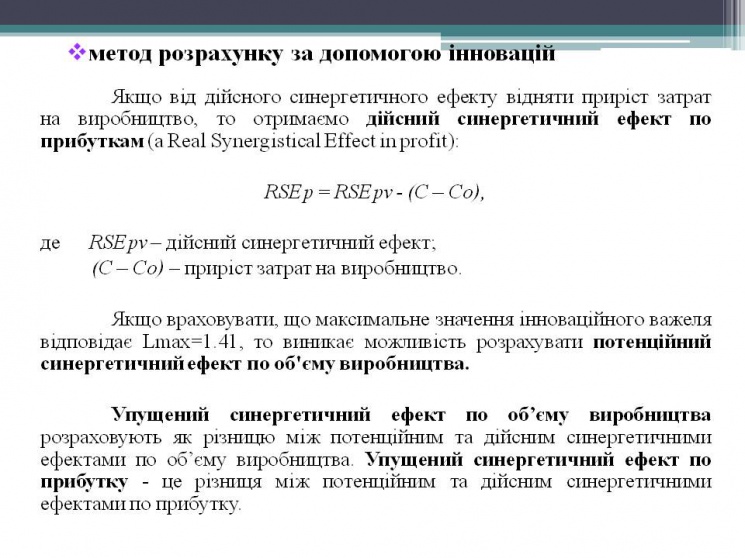 ❖метод розрахунку за допомогою інновацій
Якщо від дійсного синергетичного ефекту відняти приріст затрат
на виробництво, то отримаємо дійсний синергетичний ефект по
прибуткам (a Real Synergistical Effect in profit):
RSEp = RSEpv - (C – Co),
де RSEpv – дійсний синергетичний ефект;
(C – Co) – приріст затрат на виробництво.
Якщо враховувати, що максимальне значення інноваційного важеля
відповідає Lmax=1.41, то виникає можливість розрахувати потенційний
синергетичний ефект по об'єму виробництва.
Упущений синергетичний ефект по об’єму виробництва
розраховують як різницю між потенційним та дійсним синергетичними
ефектами по об’єму виробництва. Упущений синергетичний ефект по
прибутку - це різниця між потенційним та дійсним синергетичними
ефектами по прибутку.